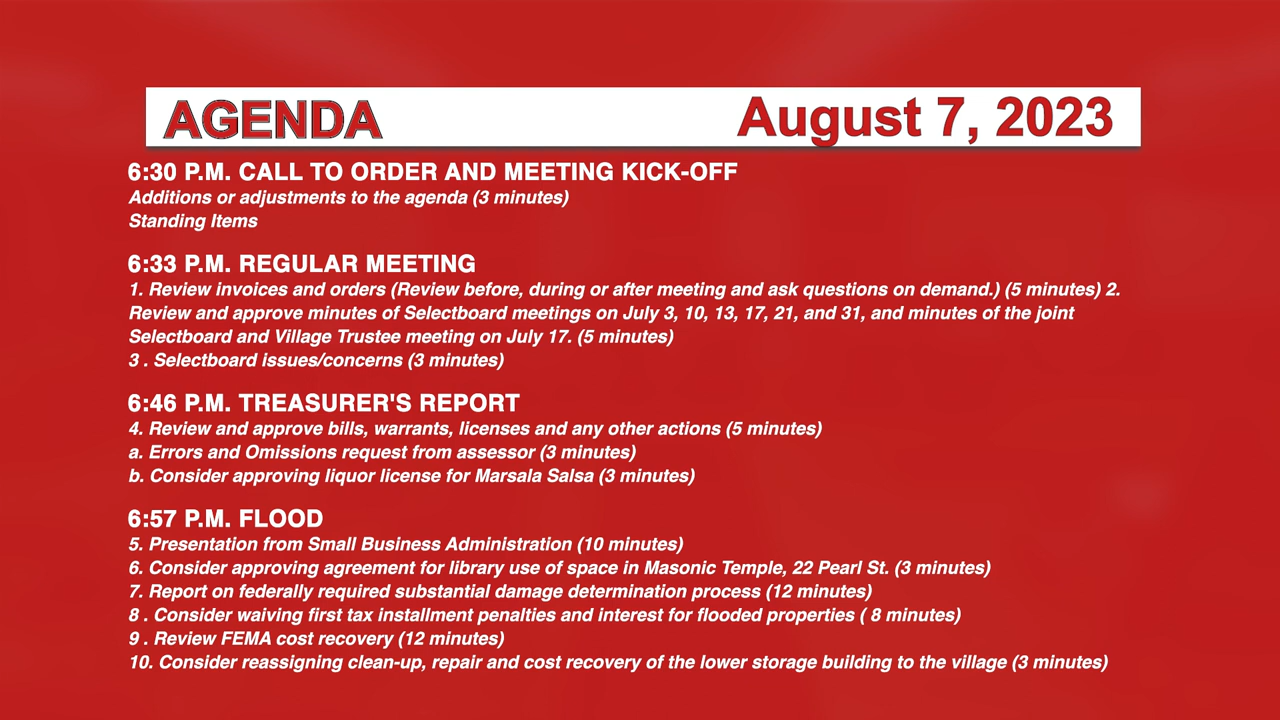 AGENDA August 7, 2023
6:30 P.M. CALL TO ORDER AND MEETING KICK-OFF
Additions or adjustments to the agenda (3 minutes)
Standing Items
6:33 P.M. REGULAR MEETING
1. Review invoices and orders (Review before, during or after meeting and ask questions on demand.) (5 minutes) 2.
Review and approve minutes of Selectboard meetings on July 3, 10, 13, 17, 21, and 31, and minutes of the joint
Selectboard and Village Trustee meeting on July 17. (5 minutes)
3 . Selectboard issues/concerns (3 minutes)
6:46 P.M. TREASURER'S REPORT
4. Review and approve bills, warrants, licenses and any other actions (5 minutes)
a. Errors and Omissions request from assessor (3 minutes)
b. Consider approving liquor license for Marsala Salsa (3 minutes)
6:57 P.M. FLOOD
5. Presentation from Small Business Administration (10 minutes)
6. Consider approving agreement for library use of space in Masonic Temple, 22 Pearl St. (3 minutes)
7. Report on federally required substantial damage determination process (12 minutes)
8 . Consider waiving first tax installment penalties and interest for flooded properties ( 8 minutes)
9 . Review FEMA cost recovery (12 minutes)
10. Consider reassigning clean-up, repair and cost recovery of the lower storage building to the village (3 minutes)